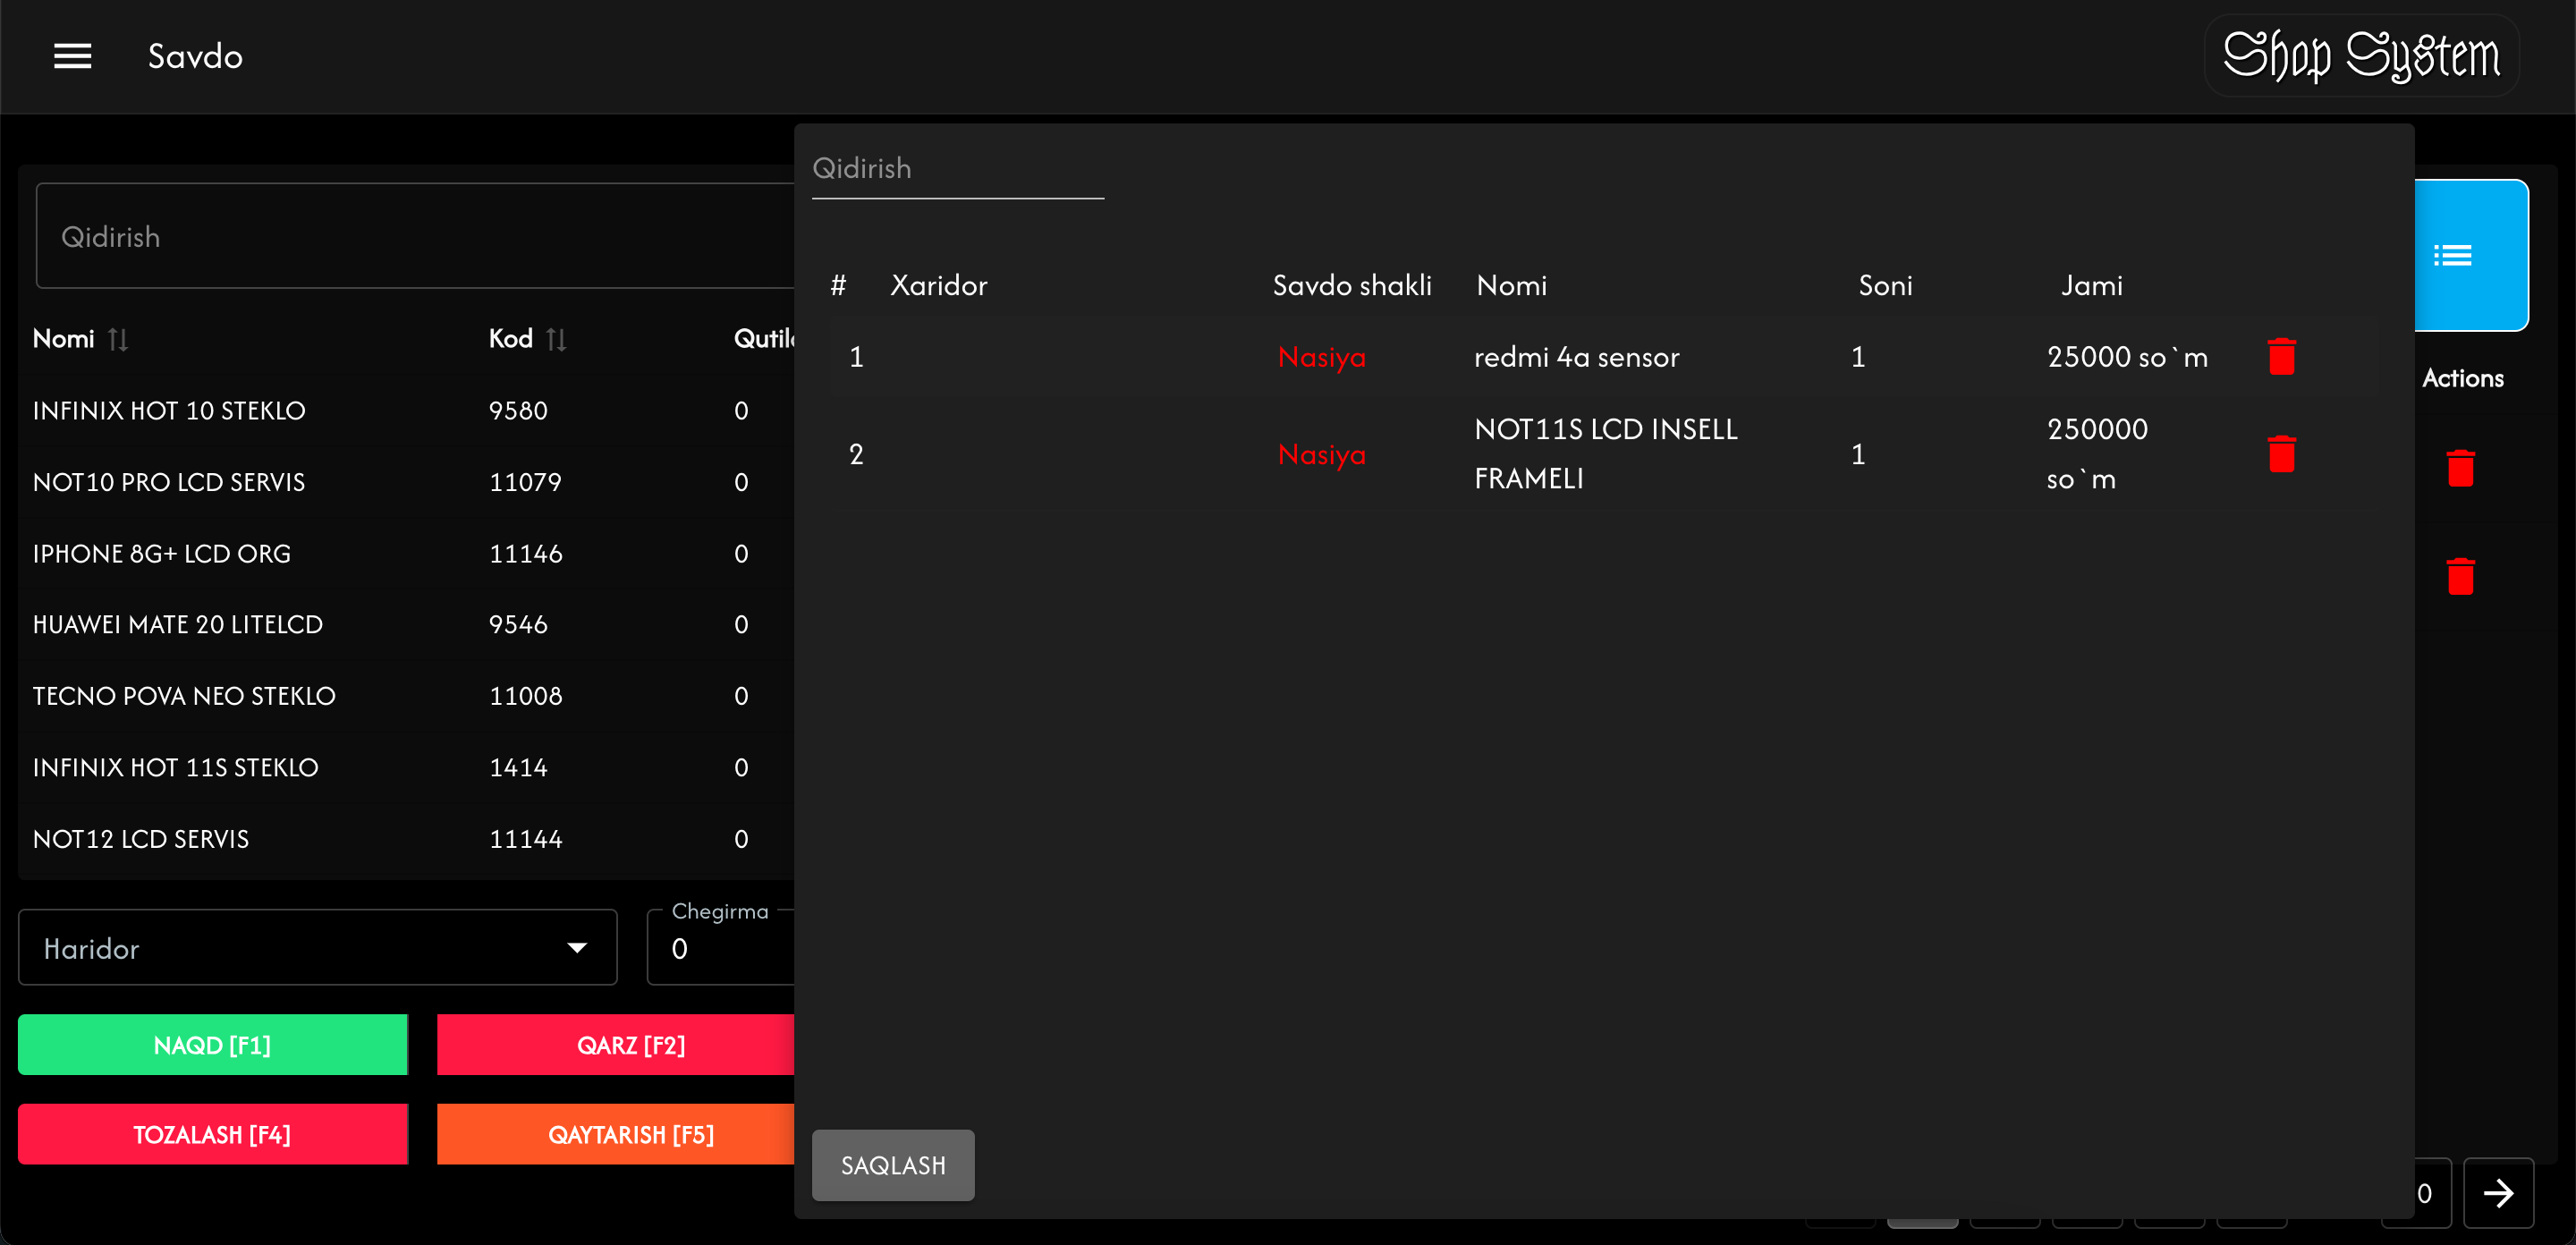 Savdo
Shop System
Qidirish
Nomi Kod
INFINIX HOT 10 STEKLO 9580 0
NOT10 PRO LCD SERVIS 11079 0
IPHONE 8G+ LCD ORG 11146 0
HUAWEI MATE 20 LITELCD 9546 0
TECNO POVA NEO STEKLO 11008 0
INFINIX HOT 11S STEKLO 1414 0
NOT12 LCD SERVIS 11144 0
Haridor
Chegirma
0
NAQD [F1]
QARZ [F2]
TOZALASH [F4]
QAYTARISH [F5]
Qidirish
# Xaridor Savdo shakli Nomi Soni Jami
1 Nasiya redmi 4a sensor 1 25000 so`m
2 Nasiya NOT11S LCD INSELL 1 250000
FRAMELI so`m
SAQLASH
Actions
0